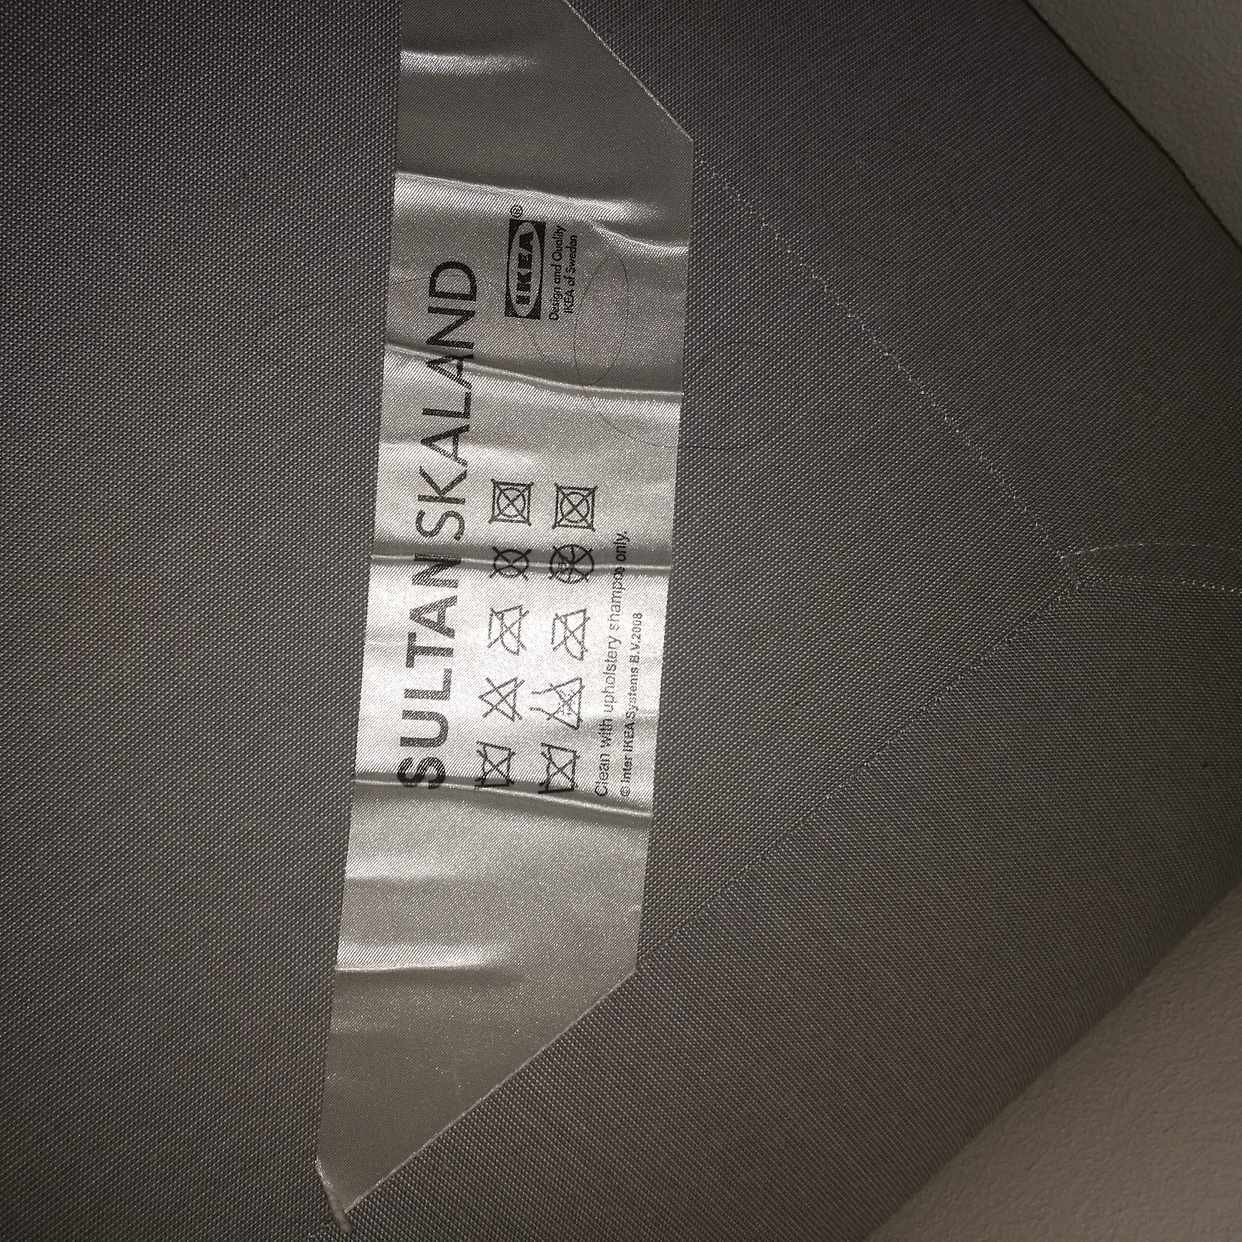 SULTAN SKALAND
IKEA®
Design and Quality
IKEA of Sweden
Clean with upholstery shampoo only.
© Inter IKEA Systems B.V. 2008